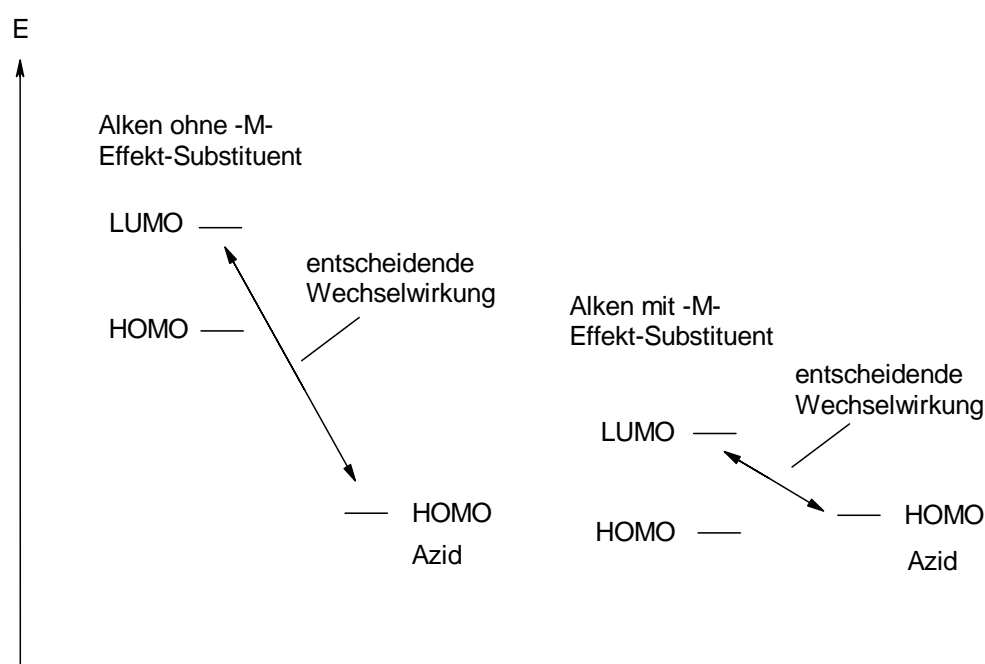 E
Alken ohne -M-
Effekt-Substituent
LUMO
entscheidende
Wechselwirkung
HOMO
Alken mit -M-
Effekt-Substituent
entscheidende
Wechselwirkung
LUMO
HOMO
Azid
HOMO
HOMO
Azid